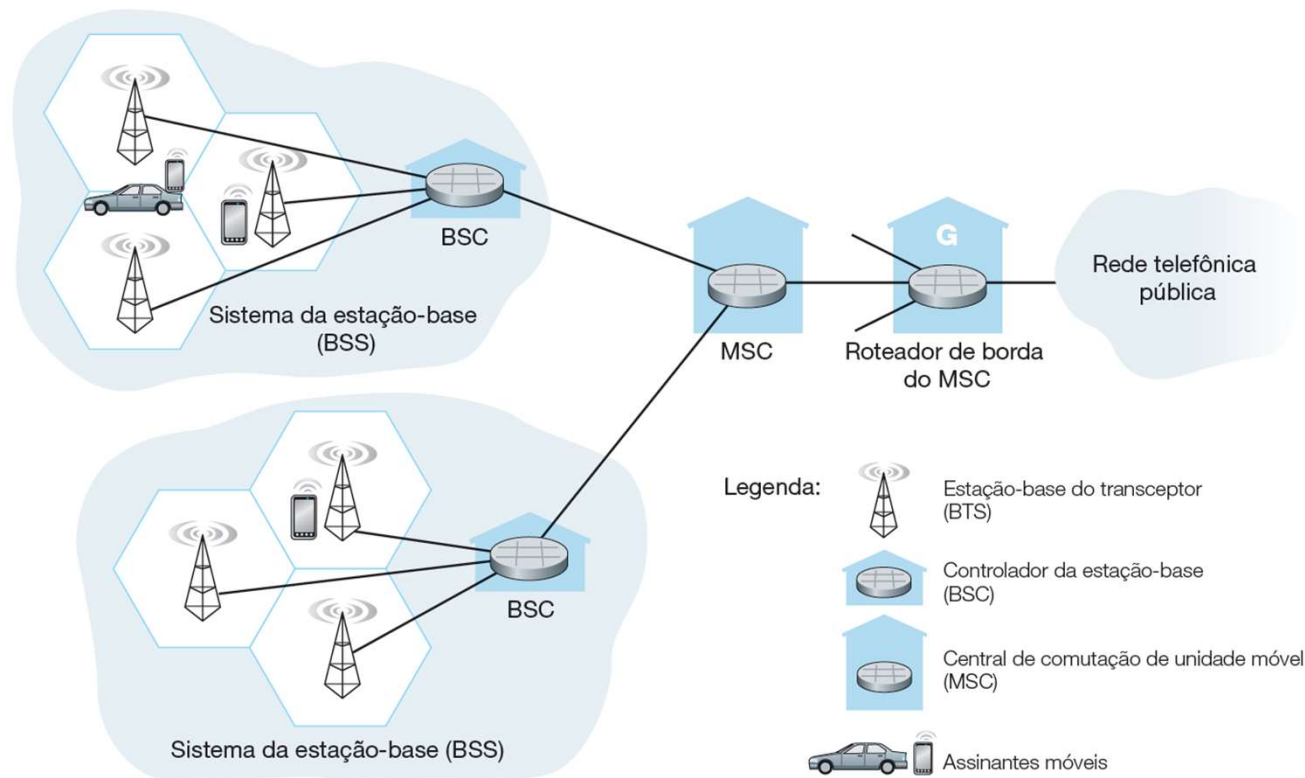 BSC
Sistema da estação-base
(BSS)
MSC
G
Roteador de borda
do MSC
Rede telefônica
pública
BSC
Sistema da estação-base (BSS)
Legenda:
Estação-base do transceptor
(BTS)
Controlador da estação-base
(BSC)
Central de comutação de unidade móvel
(MSC)
Assinantes móveis